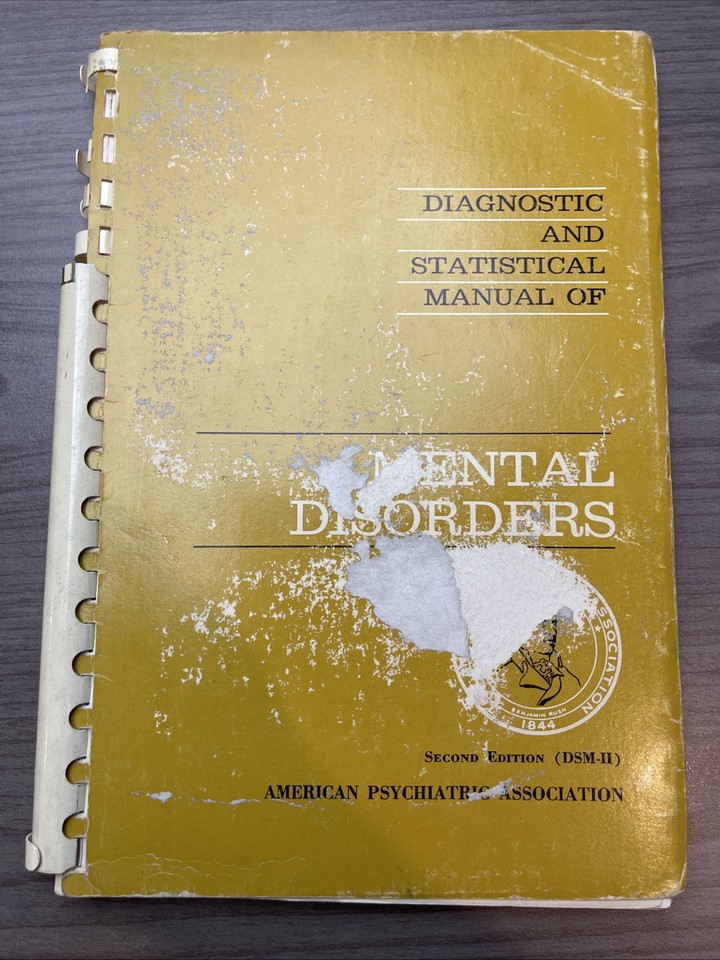 DIAGNOSTIC
AND
STATISTICAL
MANUAL OF
MENTAL
DISORDERS
ASSOCIATION
BENJAMIN RUSH
1844
SECOND EDITION (DSM-II)
AMERICAN PSYCHIATRIC ASSOCIATION